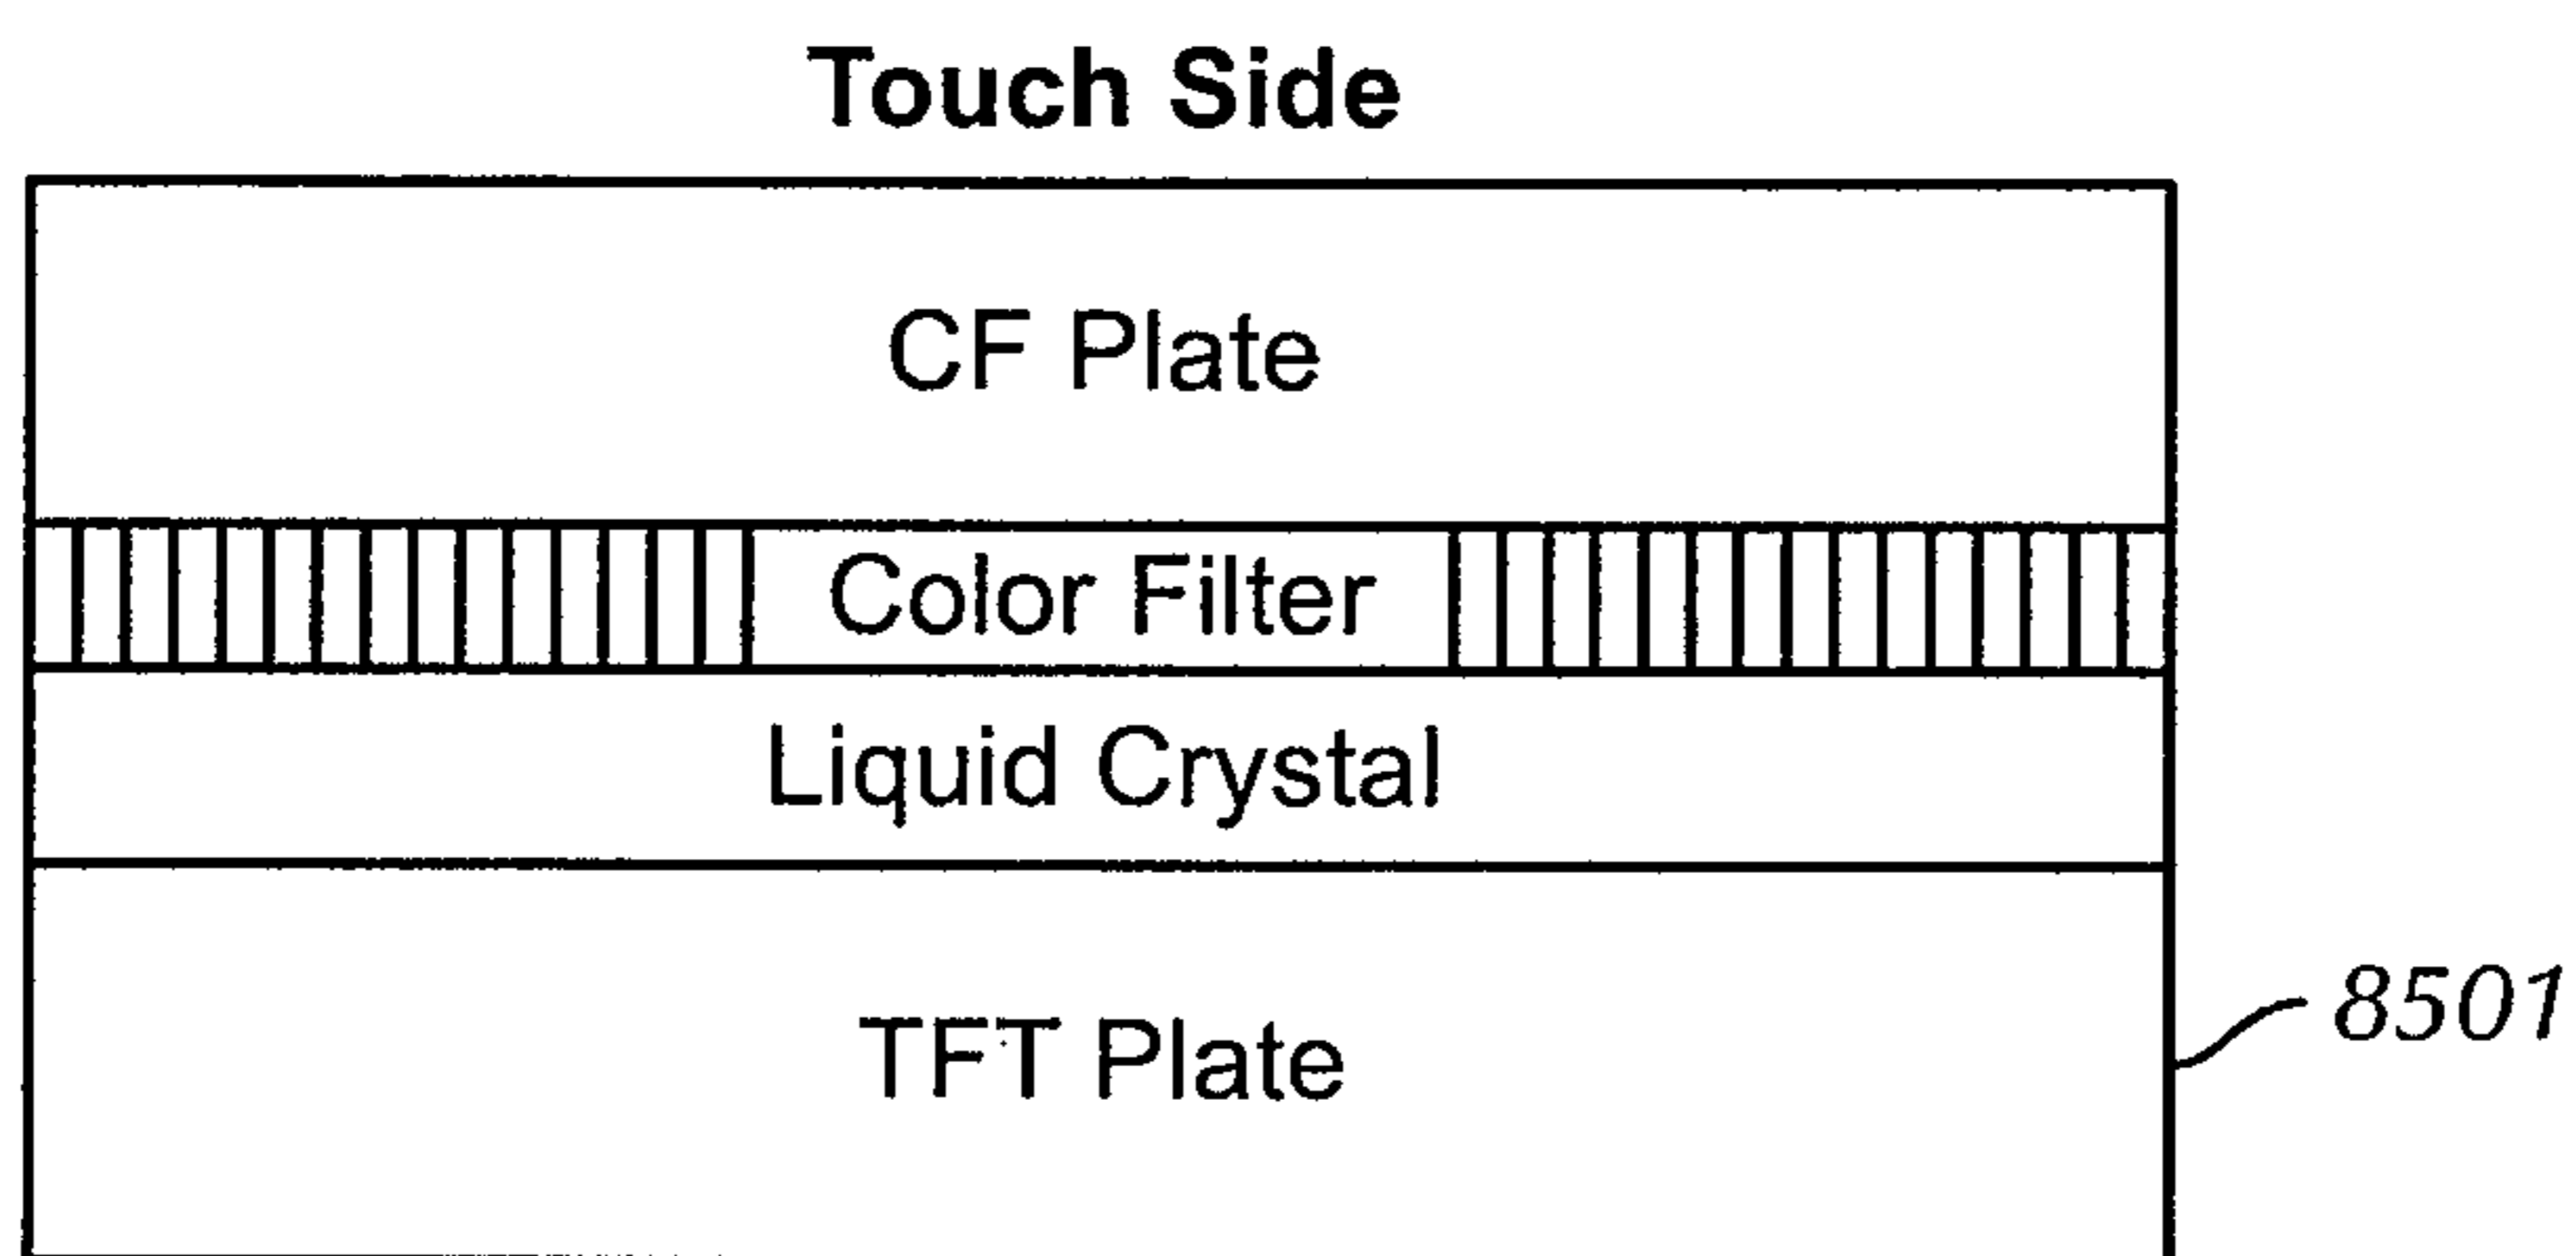 Touch Side
CF Plate
Color Filter
Liquid Crystal
TFT Plate
8501